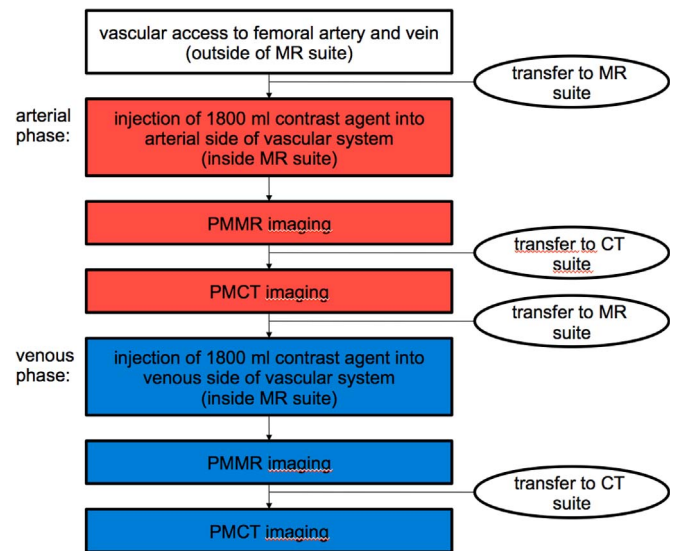 vascular access to femoral artery and vein
(outside of MR suite)
transfer to MR
suite
arterial
phase:
injection of 1800 ml contrast agent into
arterial side of vascular system
(inside MR suite)
PMMR imaging
transfer to CT
suite
PMCT imaging
transfer to MR
suite
venous
phase:
injection of 1800 ml contrast agent into
venous side of vascular system
(inside MR suite)
PMMR imaging
transfer to CT
suite
PMCT imaging